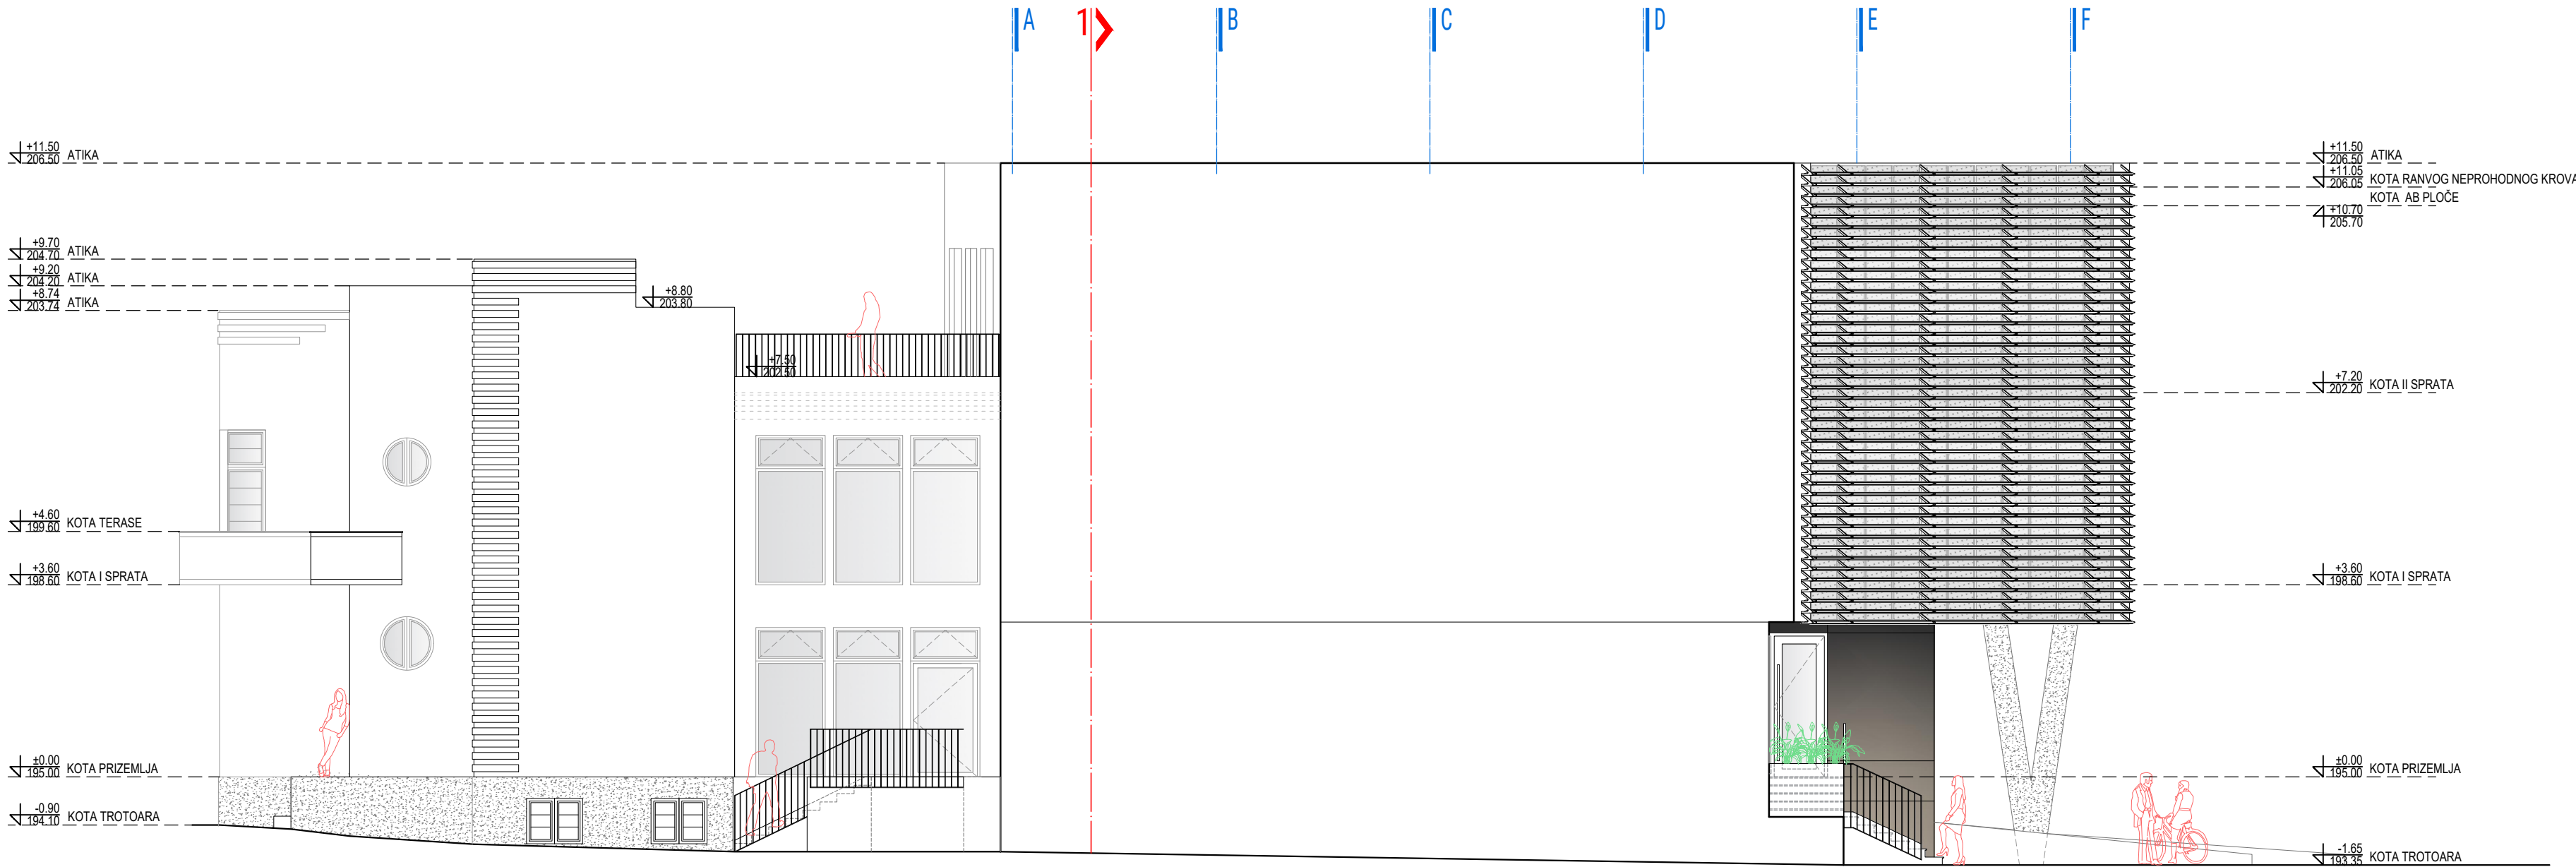 A
1
B
C
D
E
F
+11.50
206.50 ATIKA
+9.70
204.70 ATIKA
+9.20
204.20 ATIKA
+8.74
203.74 ATIKA
+8.80
203.80
+7.50
202.50
+4.60
199.60 KOTA TERASE
+3.60
198.60 KOTA I SPRATA
±0.00
195.00 KOTA PRIZEMLJA
-0.90
194.10 KOTA TROTOARA
+11.50
206.50 ATIKA
+11.05
206.05 KOTA RANVOG NEPROHODNOG KROVA
KOTA AB PLOČE
+10.70
205.70
+7.20
202.20 KOTA II SPRATA
+3.60
198.60 KOTA I SPRATA
±0.00
195.00 KOTA PRIZEMLJA
-1.65
193.35 KOTA TROTOARA